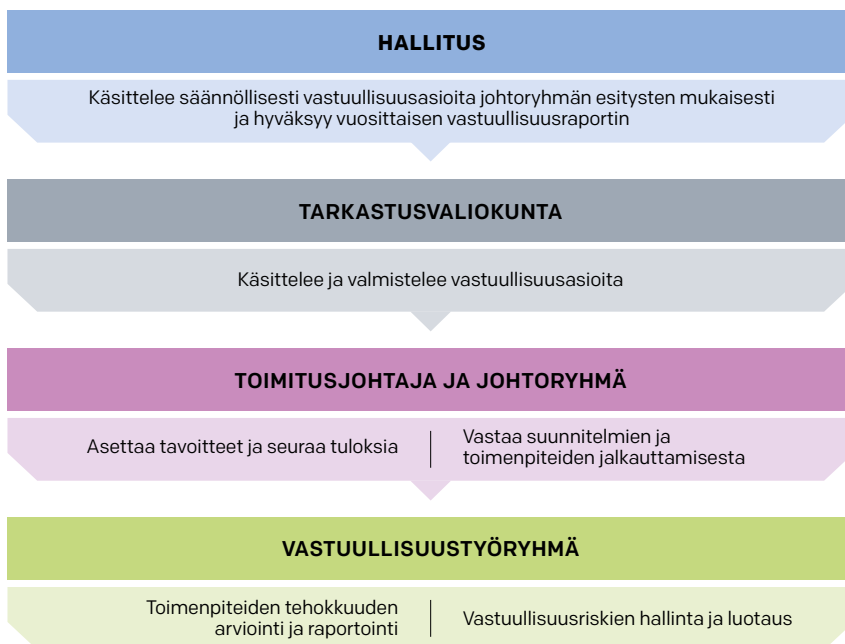 HALLITUS
Käsittelee säännöllisesti vastuullisuusasioita johtoryhmän esitysten mukaisesti
ja hyväksyy vuosittaisen vastuullisuusraportin
TARKASTUSVALIOKUNTA
Käsittelee ja valmistelee vastuullisuusasioita
TOIMITUSJOHTAJA JA JOHTORYHMÄ
Asettaa tavoitteet ja seuraa tuloksia
Vastaa suunnitelmien ja
toimenpiteiden jalkauttamisesta
VASTUULLISUUSTYÖRYHMÄ
Toimenpiteiden tehokkuuden
arviointi ja raportointi
Vastuullisuusriskien hallinta ja luotaus